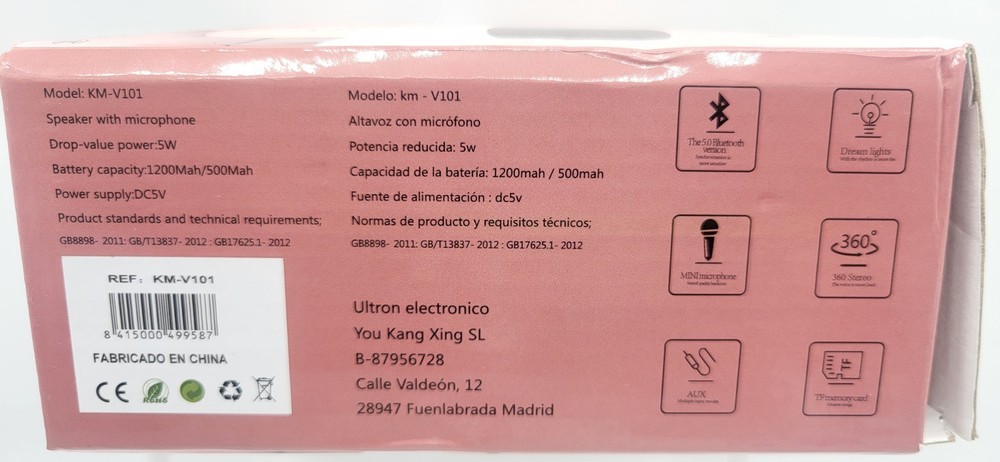 Model: KM-V101
Speaker with microphone
Drop-value power:5W
Battery capacity:1200Mah/500Mah
Power supply:DC5V
Product standards and technical requirements;
GB8898- 2011: GB/T13837- 2012 : GB17625.1- 2012
REF: KM-V101
8 415000 499587
FABRICADO EN CHINA
CE
RoHS
Modelo: km - V101
Altavoz con micrófono
Potencia reducida: 5w
Capacidad de la batería: 1200mah / 500mah
Fuente de alimentación : dc5v
Normas de producto y requisitos técnicos;
GB8898- 2011: GB/T13837- 2012 : GB17625.1- 2012
Ultron electronico
You Kang Xing SL
B-87956728
Calle Valdeón, 12
28947 Fuenlabrada Madrid
The 5.0 Bluetooth
version
Dream lights
MINI microphone
360°
360 Stereo
AUX
TF
TF memory card